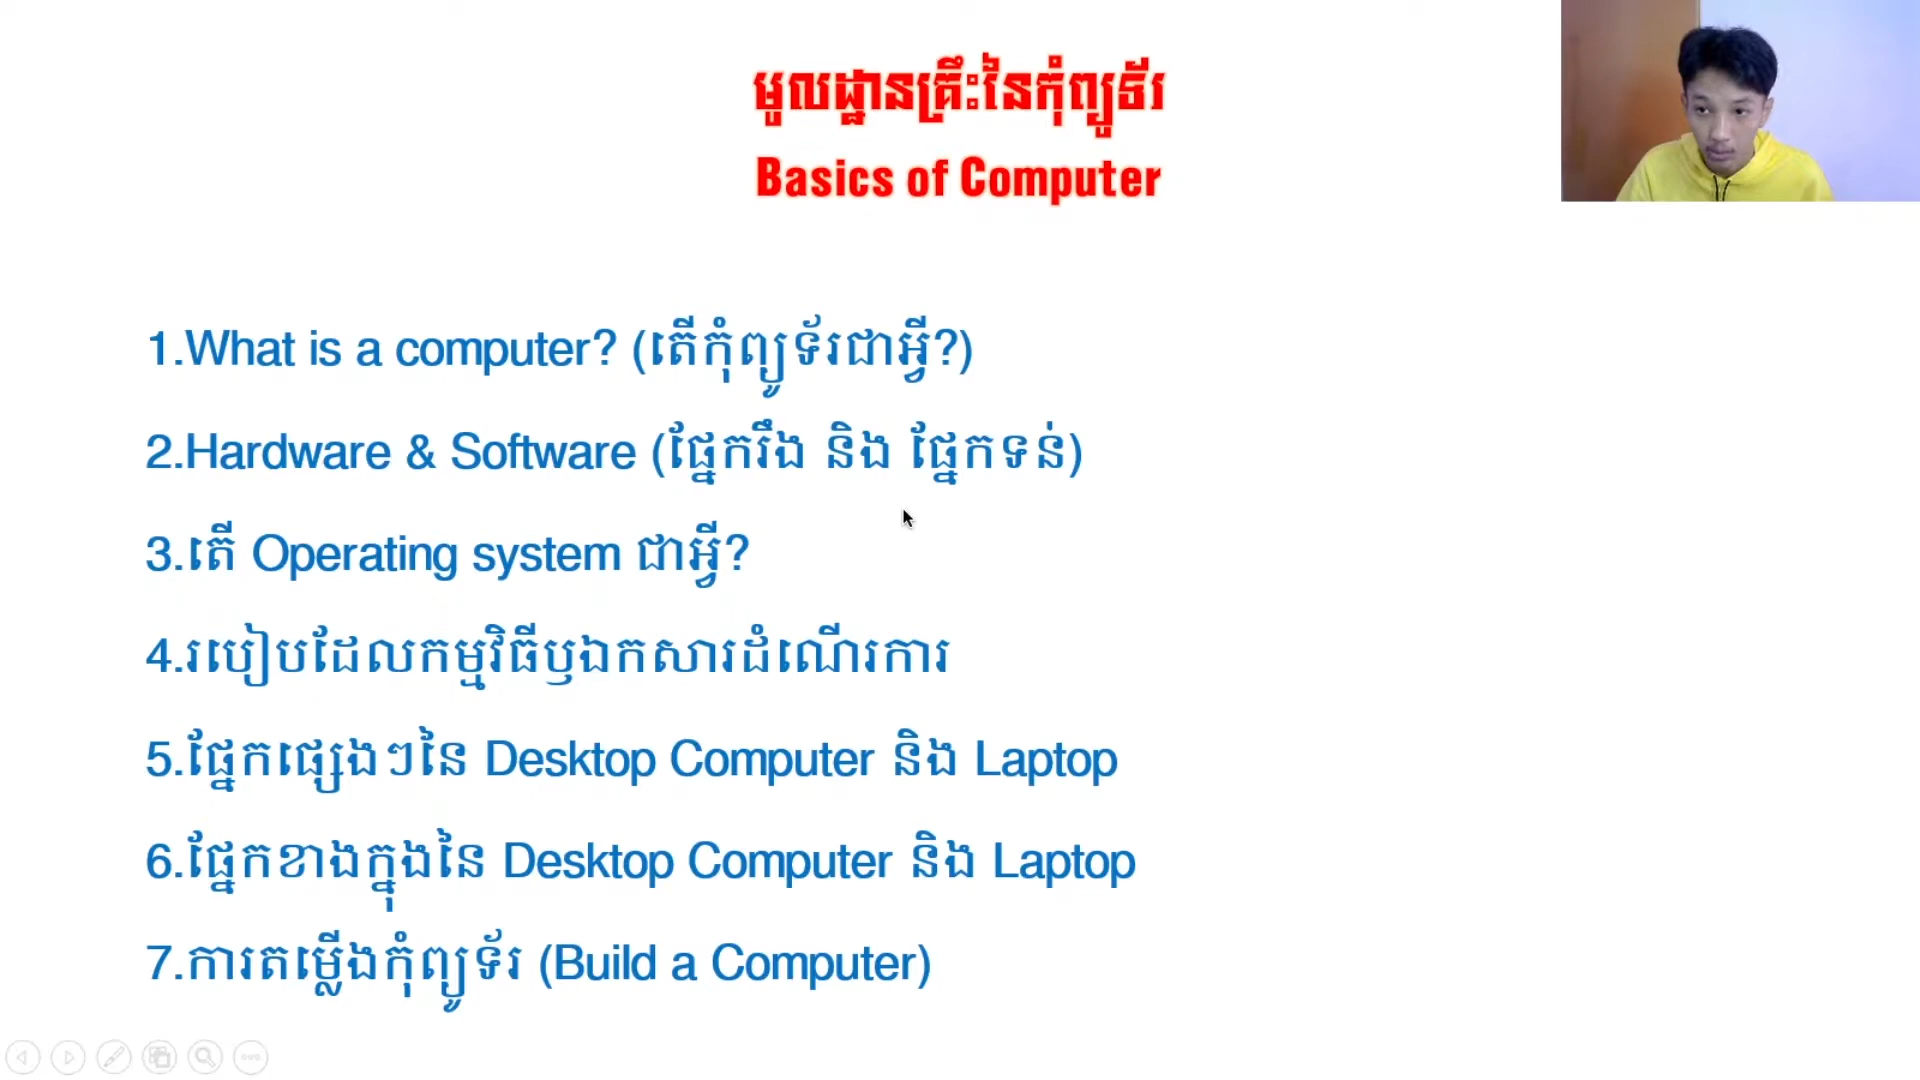 មូលដ្ឋានគ្រឹះនៃកុំព្យូទ័រ
Basics of Computer
1.What is a computer? (តើកុំព្យូទ័រជាអ្វី?)
2.Hardware & Software (ផ្នែករឹង និង ផ្នែកទន់)
3.តើ Operating system ជាអ្វី?
4.របៀបដែលកម្មវិធីឬឯកសារដំណើរការ
5.ផ្នែកផ្សេងៗនៃ Desktop Computer និង Laptop
6.ផ្នែកខាងក្នុងនៃ Desktop Computer និង Laptop
7.ការតម្លើងកុំព្យូទ័រ (Build a Computer)